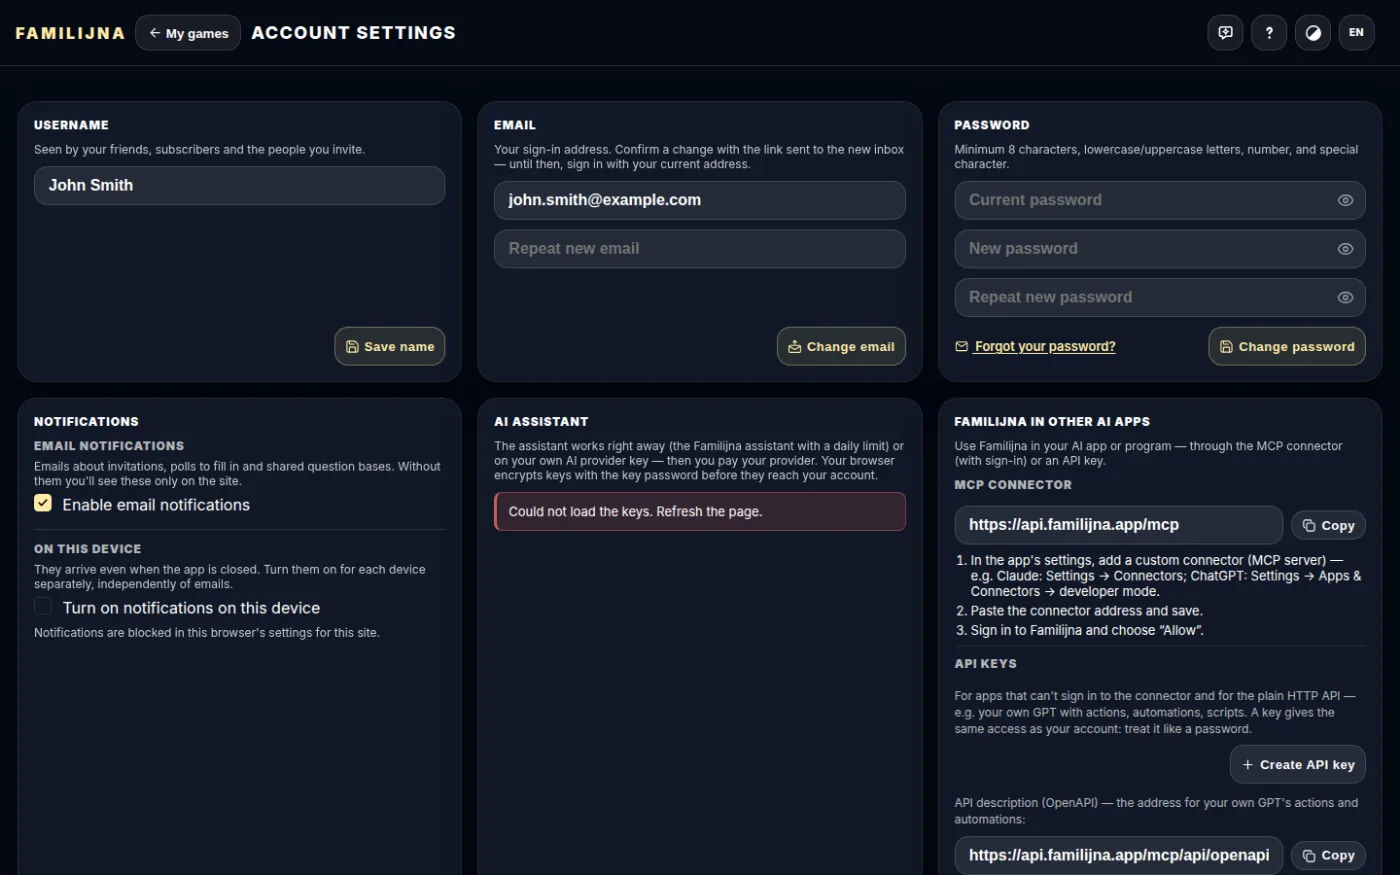 FAMILIJNA
← My games
ACCOUNT SETTINGS
?
EN
USERNAME
Seen by your friends, subscribers and the people you invite.
John Smith
Save name
EMAIL
Your sign-in address. Confirm a change with the link sent to the new inbox
— until then, sign in with your current address.
john.smith@example.com
Repeat new email
Change email
PASSWORD
Minimum 8 characters, lowercase/uppercase letters, number, and special
character.
Current password
New password
Repeat new password
Forgot your password?
Change password
NOTIFICATIONS
EMAIL NOTIFICATIONS
Emails about invitations, polls to fill in and shared question bases. Without
them you'll see these only on the site.
Enable email notifications
ON THIS DEVICE
They arrive even when the app is closed. Turn them on for each device
separately, independently of emails.
Turn on notifications on this device
Notifications are blocked in this browser's settings for this site.
AI ASSISTANT
The assistant works right away (the Familijna assistant with a daily limit) or
on your own AI provider key — then you pay your provider. Your browser
encrypts keys with the key password before they reach your account.
Could not load the keys. Refresh the page.
FAMILIJNA IN OTHER AI APPS
Use Familijna in your AI app or program — through the MCP connector
(with sign-in) or an API key.
MCP CONNECTOR
https://api.familijna.app/mcp
Copy
1. In the app's settings, add a custom connector (MCP server) —
e.g. Claude: Settings → Connectors; ChatGPT: Settings → Apps &
Connectors → developer mode.
2. Paste the connector address and save.
3. Sign in to Familijna and choose “Allow”.
API KEYS
For apps that can't sign in to the connector and for the plain HTTP API —
e.g. your own GPT with actions, automations, scripts. A key gives the
same access as your account: treat it like a password.
+ Create API key
API description (OpenAPI) — the address for your own GPT's actions and
automations:
https://api.familijna.app/mcp/api/openapi
Copy